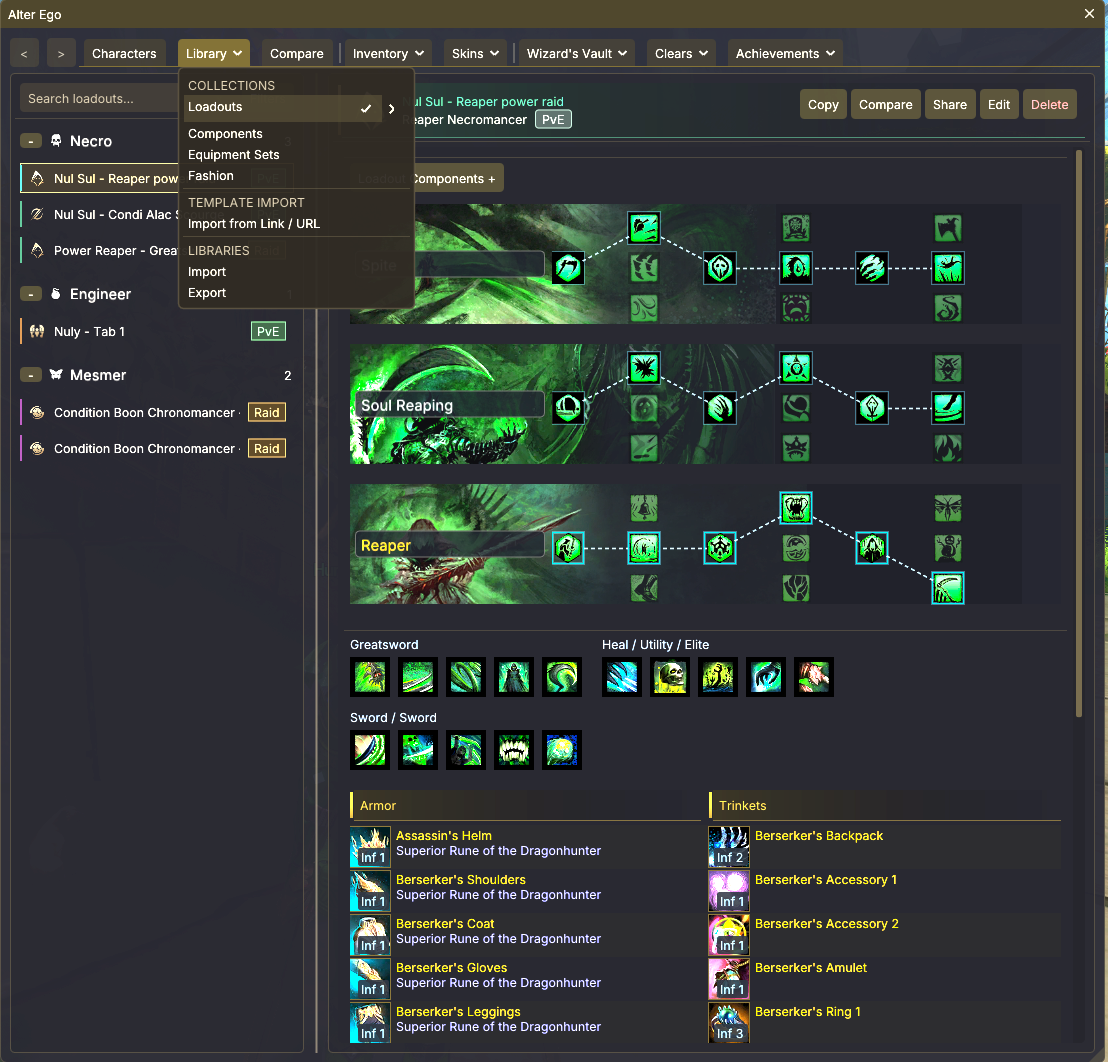 Alter Ego
< > Characters Library Compare Inventory Skins Wizard's Vault Clears Achievements
Search loadouts...
- Necro
Nul Sul - Reaper pow
Nul Sul - Condi Alac S
Power Reaper - Grea
- Engineer
Nuly - Tab 1 PvE
- Mesmer 2
Condition Boon Chronomancer · Raid
Condition Boon Chronomancer · Raid
COLLECTIONS
Loadouts
Components
Equipment Sets
Fashion
TEMPLATE IMPORT
Import from Link / URL
LIBRARIES
Import
Export
ul Sul - Reaper power raid
Reaper Necromancer PvE
Copy Compare Share Edit Delete
Loadout Components +
Spite
Soul Reaping
Reaper
Greatsword
Heal / Utility / Elite
Sword / Sword
Armor
Assassin's Helm
Inf 1 Superior Rune of the Dragonhunter
Berserker's Shoulders
Inf 1 Superior Rune of the Dragonhunter
Berserker's Coat
Inf 1 Superior Rune of the Dragonhunter
Berserker's Gloves
Inf 1 Superior Rune of the Dragonhunter
Berserker's Leggings
Inf 1 Superior Rune of the Dragonhunter
Trinkets
Berserker's Backpack
Inf 2
Berserker's Accessory 1
Inf 1
Berserker's Accessory 2
Inf 1
Berserker's Amulet
Inf 1
Berserker's Ring 1
Inf 3